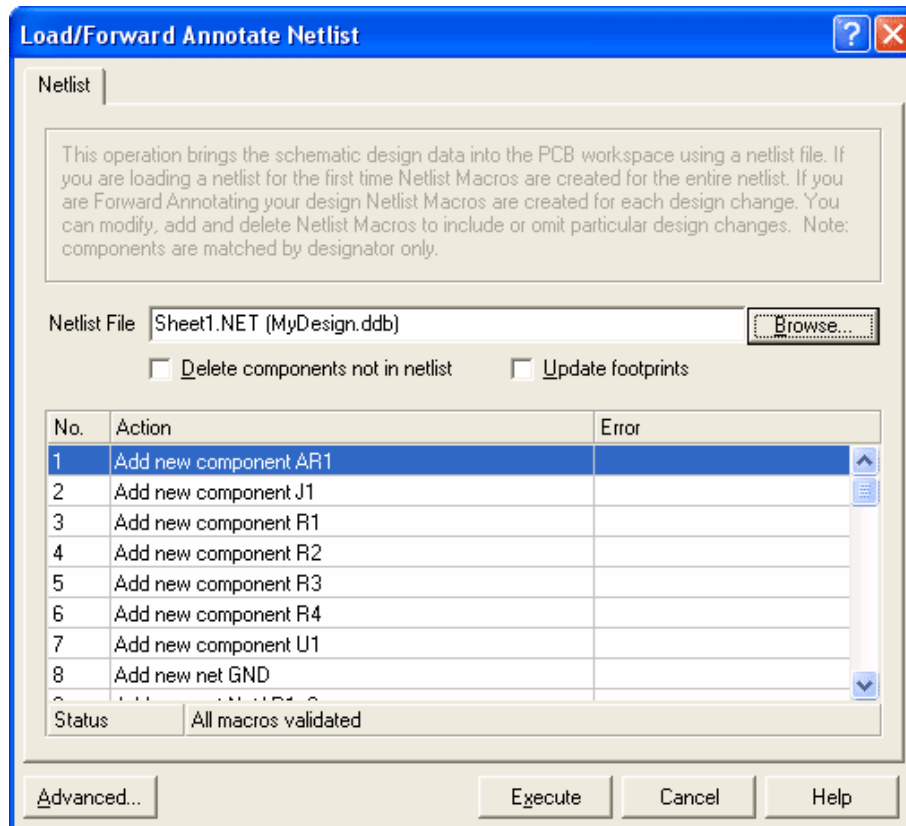 Load/Forward Annotate Netlist
Netlist
This operation brings the schematic design data into the PCB workspace using a netlist file. If
you are loading a netlist for the first time Netlist Macros are created for the entire netlist. If you
are Forward Annotating your design Netlist Macros are created for each design change. You
can modify, add and delete Netlist Macros to include or omit particular design changes.  Note:
components are matched by designator only.
Netlist File Sheet1.NET (MyDesign.ddb) Browse...
Delete components not in netlist Update footprints
No. Action Error
1 Add new component AR1
2 Add new component J1
3 Add new component R1
4 Add new component R2
5 Add new component R3
6 Add new component R4
7 Add new component U1
8 Add new net GND
Status All macros validated
Advanced... Execute Cancel Help